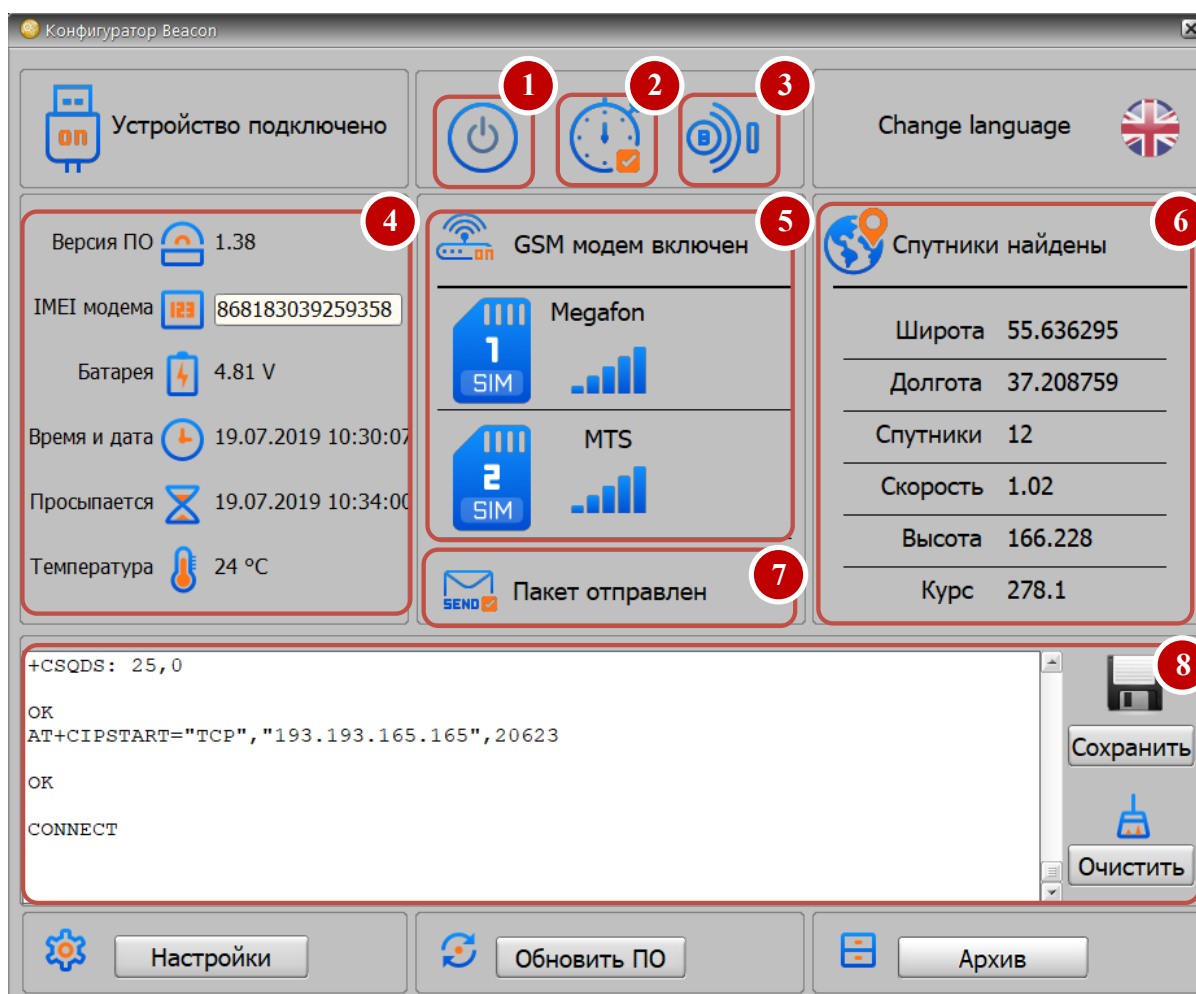 Конфигуратор Beacon
on
Устройство подключено
1
2
3
B
Change language
4
Версия ПО 1.38
IMEI модема 123 868183039259358
Батарея 4.81 V
Время и дата 19.07.2019 10:30:07
Просыпается 19.07.2019 10:34:00
Температура 24 °C
5
on
GSM модем включен
1
SIM
Megafon
2
SIM
MTS
7
SEND
Пакет отправлен
6
Спутники найдены
Широта 55.636295
Долгота 37.208759
Спутники 12
Скорость 1.02
Высота 166.228
Курс 278.1
8
+CSQDS: 25,0
OK
AT+CIPSTART="TCP","193.193.165.165",20623
OK
CONNECT
Сохранить
Очистить
Настройки
Обновить ПО
Архив